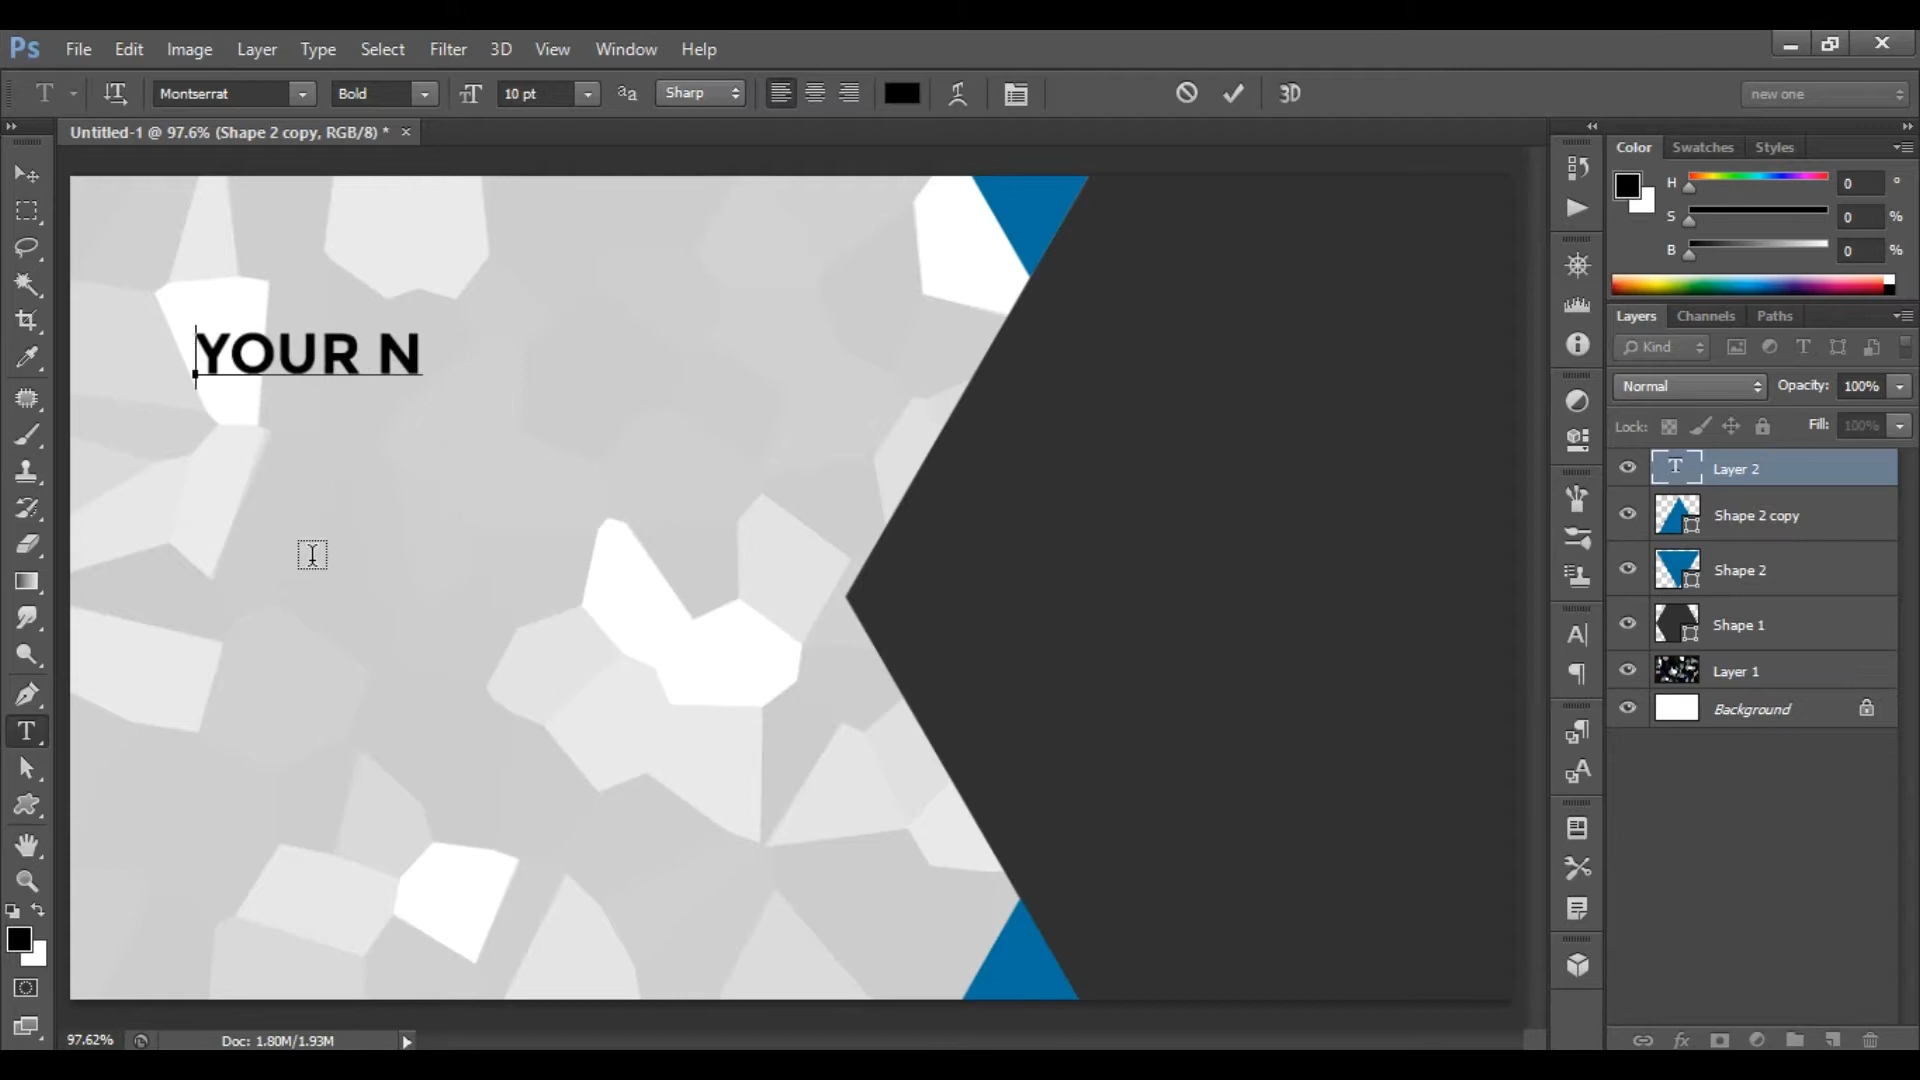 Ps File Edit Image Layer Type Select Filter 3D View Window Help
T Montserrat Bold 10 pt aa Sharp 3D new one
Untitled-1 @ 97.6% (Shape 2 copy, RGB/8) * ×
Color Swatches Styles
H 0 °
S 0 %
B 0 %
Layers Channels Paths
Kind
Normal Opacity: 100%
Lock: Fill: 100%
T Layer 2
Shape 2 copy
Shape 2
Shape 1
Layer 1
Background
YOUR N
97.62% Doc: 1.80M/1.93M